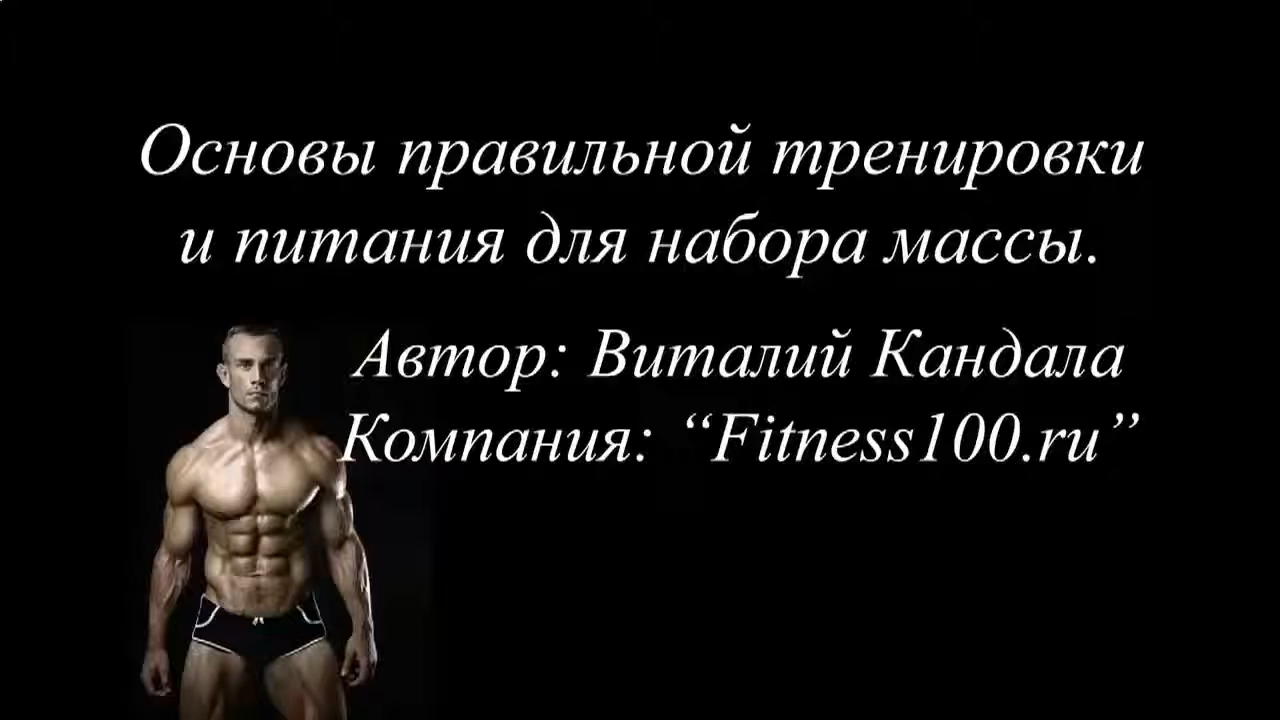 Основы правильной тренировки
и питания для набора массы.
Автор: Виталий Кандала
Компания: “Fitness100.ru”